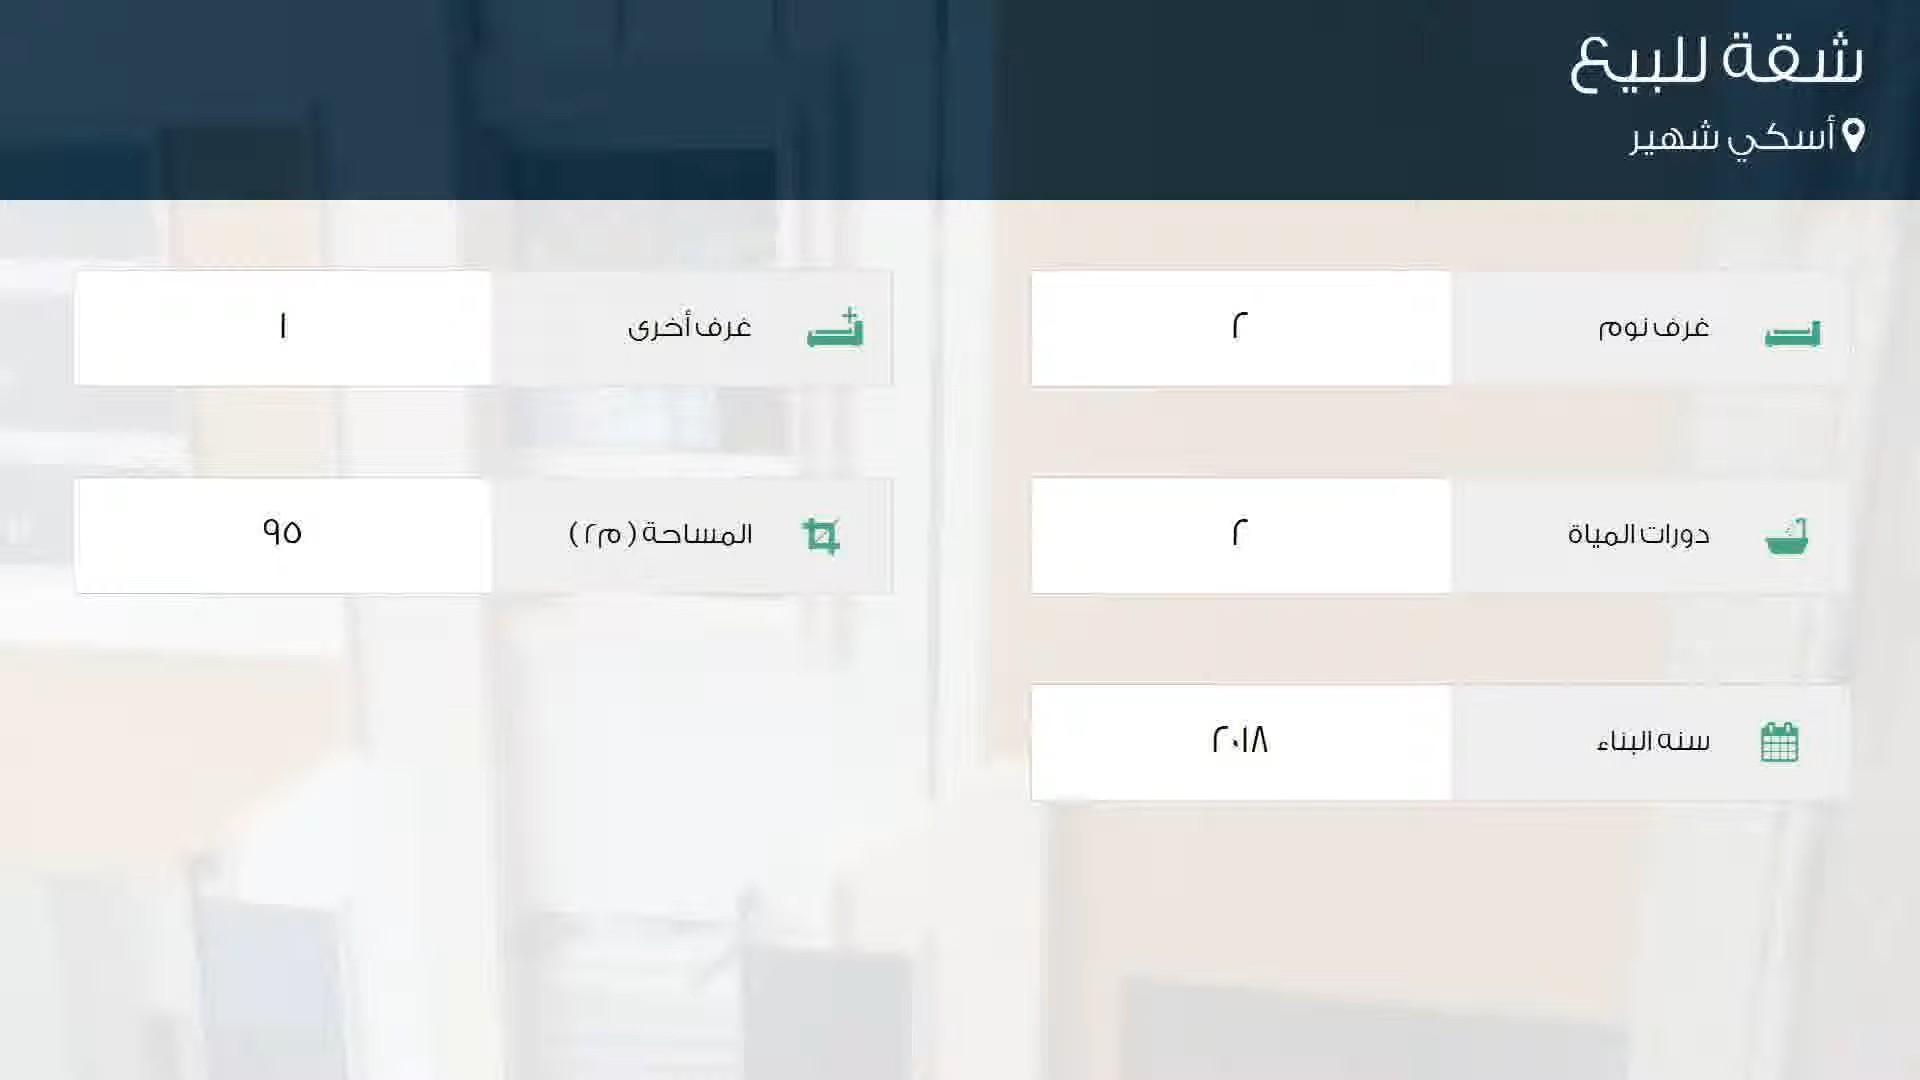 شقة للبيع
أسكي شهير
غرف نوم ٢
غرف أخرى ١
دورات المياة ٢
المساحة (م٢) ٩٥
سنه البناء ٢٠١٨